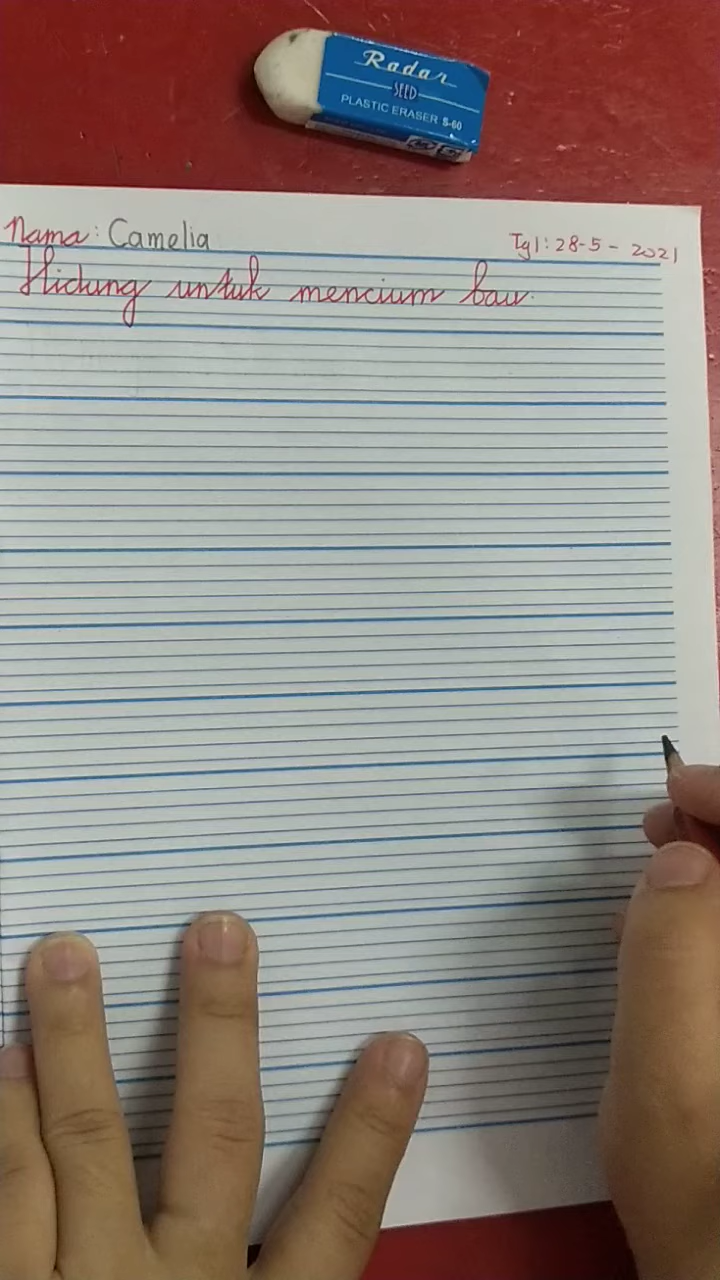 Radar
SEED
PLASTIC ERASER S-60
Nama: Camelia
Tgl: 28-5-2021
Hidung untuk mencium bau.